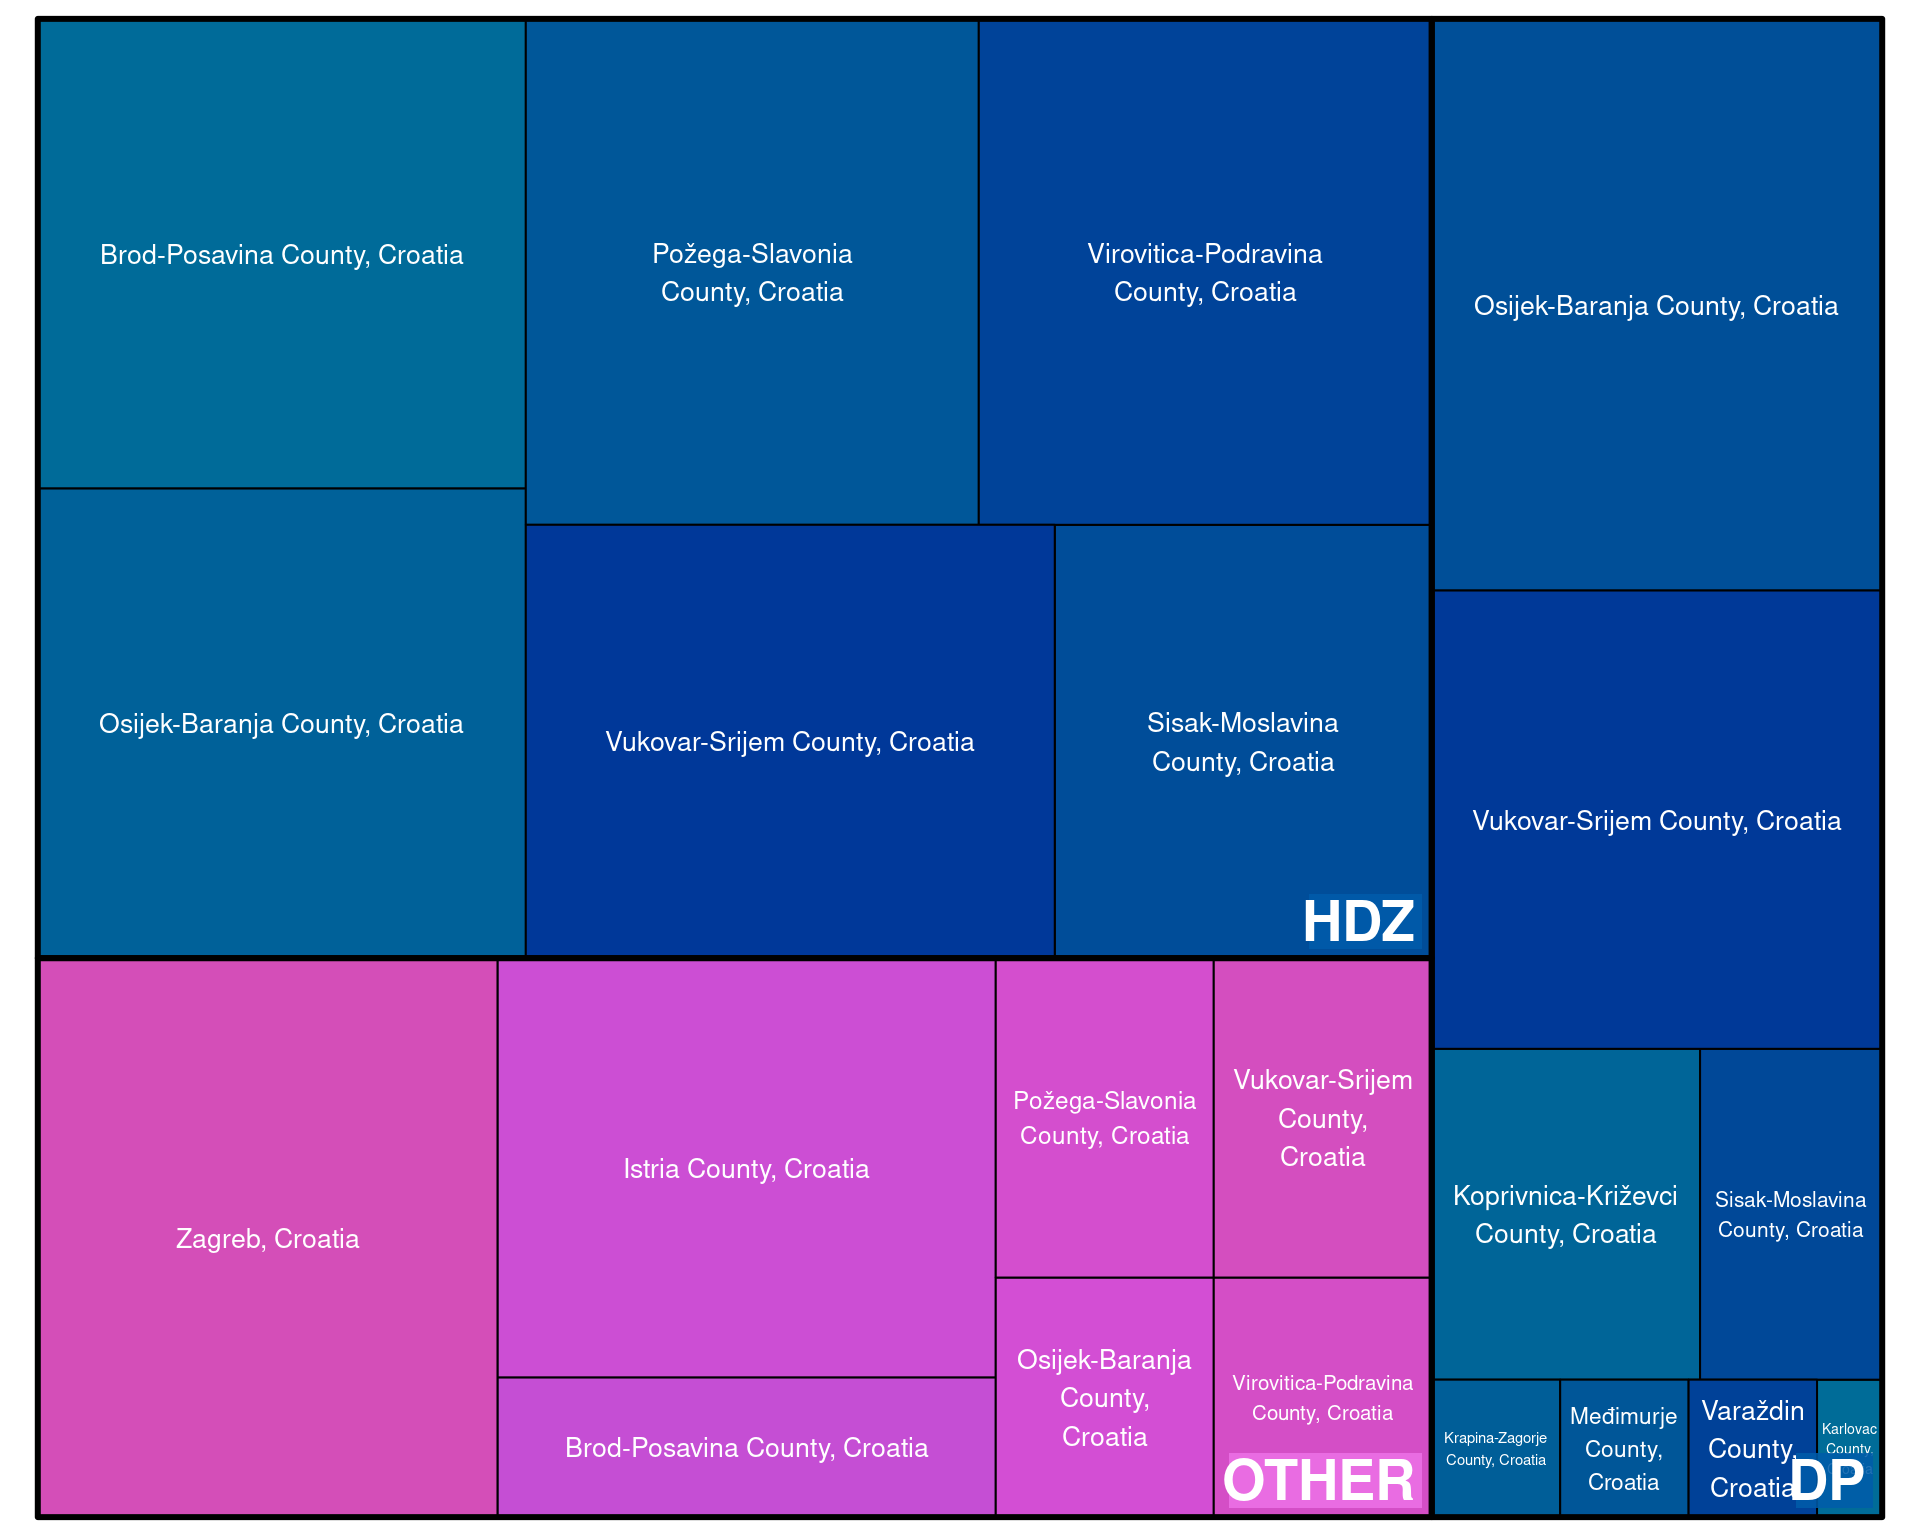 Brod-Posavina County, Croatia
Požega-Slavonia
County, Croatia
Virovitica-Podravina
County, Croatia
Osijek-Baranja County, Croatia
Osijek-Baranja County, Croatia
Vukovar-Srijem County, Croatia
Sisak-Moslavina
County, Croatia
HDZ
Vukovar-Srijem County, Croatia
Zagreb, Croatia
Istria County, Croatia
Brod-Posavina County, Croatia
Požega-Slavonia
County, Croatia
Vukovar-Srijem
County,
Croatia
Osijek-Baranja
County,
Croatia
Virovitica-Podravina
County, Croatia
OTHER
Koprivnica-Križevci
County, Croatia
Sisak-Moslavina
County, Croatia
Krapina-Zagorje
County, Croatia
Međimurje
County,
Croatia
Varaždin
County,
Croatia
Karlovac
County,
DP